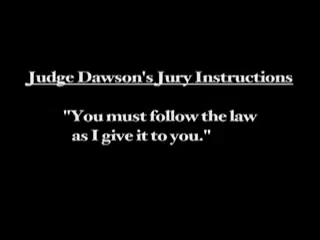 Judge Dawson's Jury Instructions
"You must follow the law
as I give it to you."